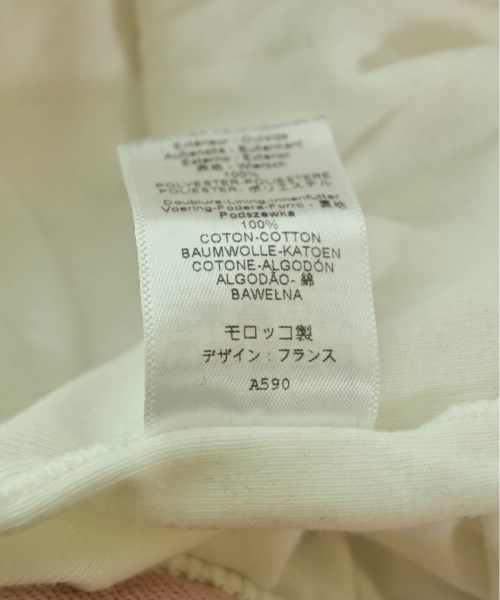 Extérieur - Outside
Außenseite - Buitenkant
Esterno - Exterior
表地 - Wierzch
100%
POLYESTER-POLIESTERE
POLIESTER- ポリエステル
Doublure-Lining-Innenfutter
Voering-Fodera-Forro - 裏地
Podszewka
100%
COTON-COTTON
BAUMWOLLE-KATOEN
COTONE-ALGODÓN
ALGODÃO- 綿
BAWEŁNA
モロッコ製
デザイン : フランス
A590